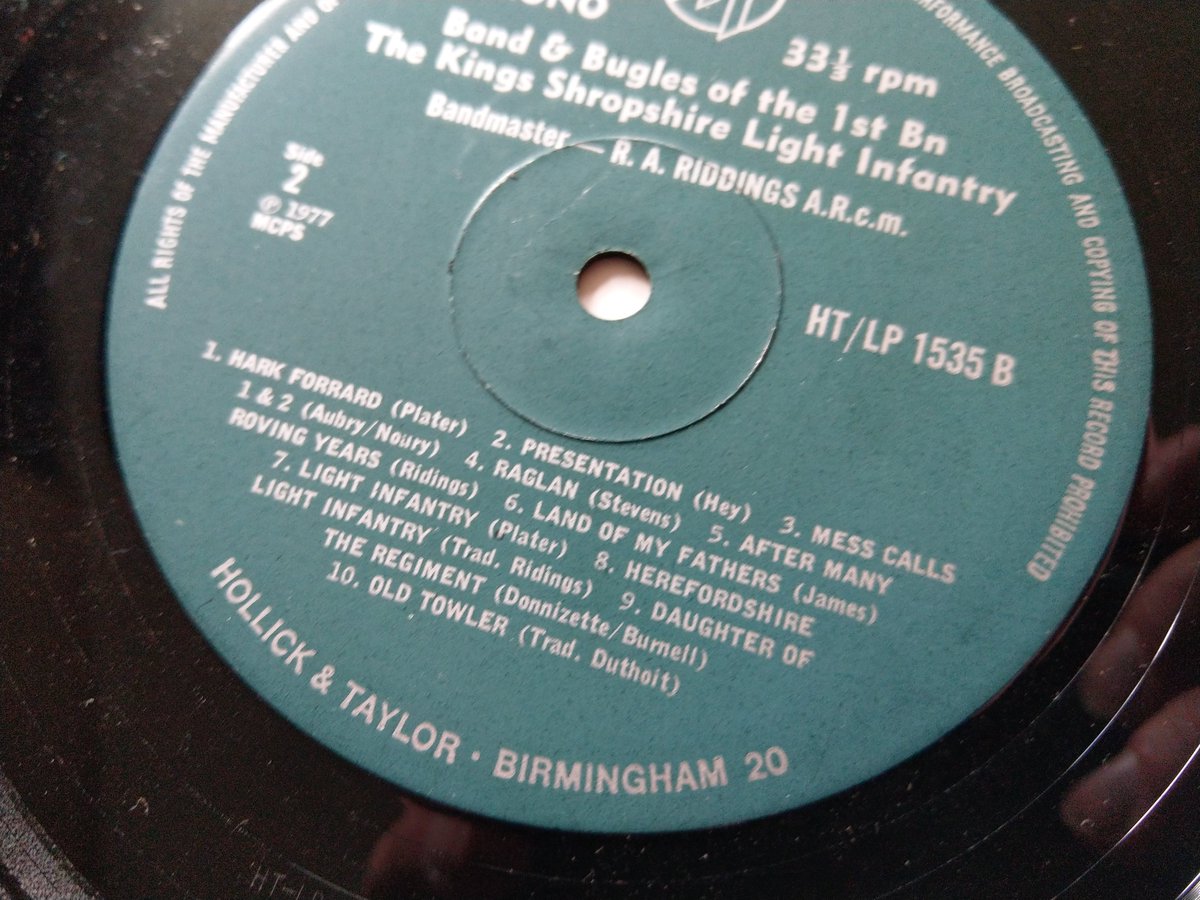 33⅓ rpm
Band & Bugles of the 1st Bn
The Kings Shropshire Light Infantry
Bandmaster — R. A. RIDDINGS A.R.c.m.
Side
2
℗ 1977
MCPS
HT/LP 1535 B
1. HARK FORRARD (Plater) 2. PRESENTATION (Hey) 3. MESS CALLS
1 & 2 (Aubry/Noury) 4. RAGLAN (Stevens) 5. AFTER MANY
ROVING YEARS (Ridings) 6. LAND OF MY FATHERS (James)
7. LIGHT INFANTRY (Plater) 8. HEREFORDSHIRE
LIGHT INFANTRY (Trad. Ridings) 9. DAUGHTER OF
THE REGIMENT (Donnizette/Burnell)
10. OLD TOWLER (Trad. Duthoit)
HOLLICK & TAYLOR · BIRMINGHAM 20
ALL RIGHTS OF THE MANUFACTURER AND
BROADCASTING AND COPYING OF THIS RECORD PROHIBITED